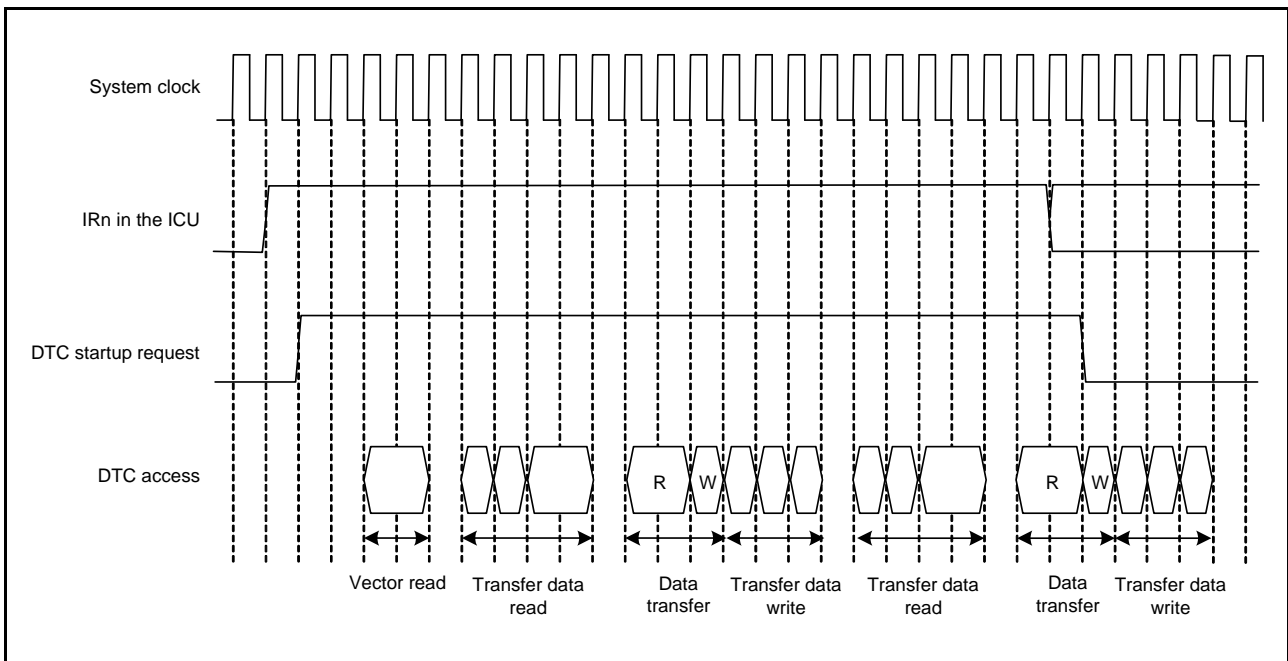 System clock
IRn in the ICU
DTC startup request
DTC access
R
W
R
W
Vector read
Transfer data
read
Data
transfer
Transfer data
write
Transfer data
read
Data
transfer
Transfer data
write